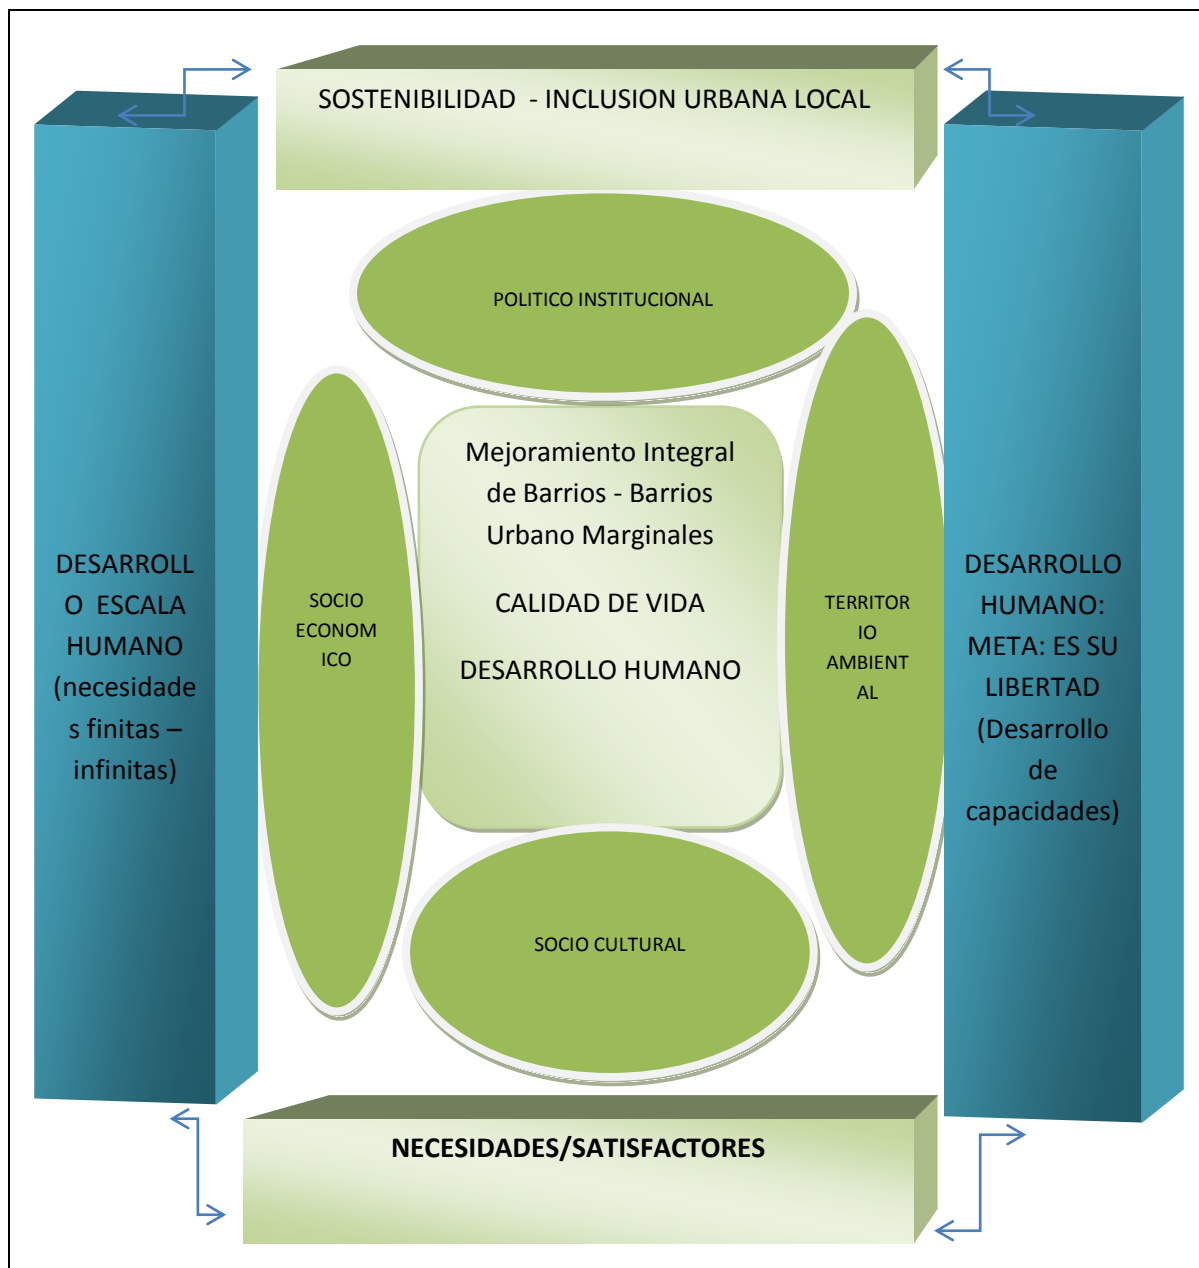 SOSTENIBILIDAD - INCLUSION URBANA LOCAL
POLITICO INSTITUCIONAL
DESARROLL
O ESCALA
HUMANO
(necesidade
s finitas –
infinitas)
SOCIO
ECONOM
ICO
Mejoramiento Integral
de Barrios - Barrios
Urbano Marginales
CALIDAD DE VIDA
DESARROLLO HUMANO
TERRITOR
IO
AMBIENT
AL
DESARROLLO
HUMANO:
META: ES SU
LIBERTAD
(Desarrollo
de
capacidades)
SOCIO CULTURAL
NECESIDADES/SATISFACTORES